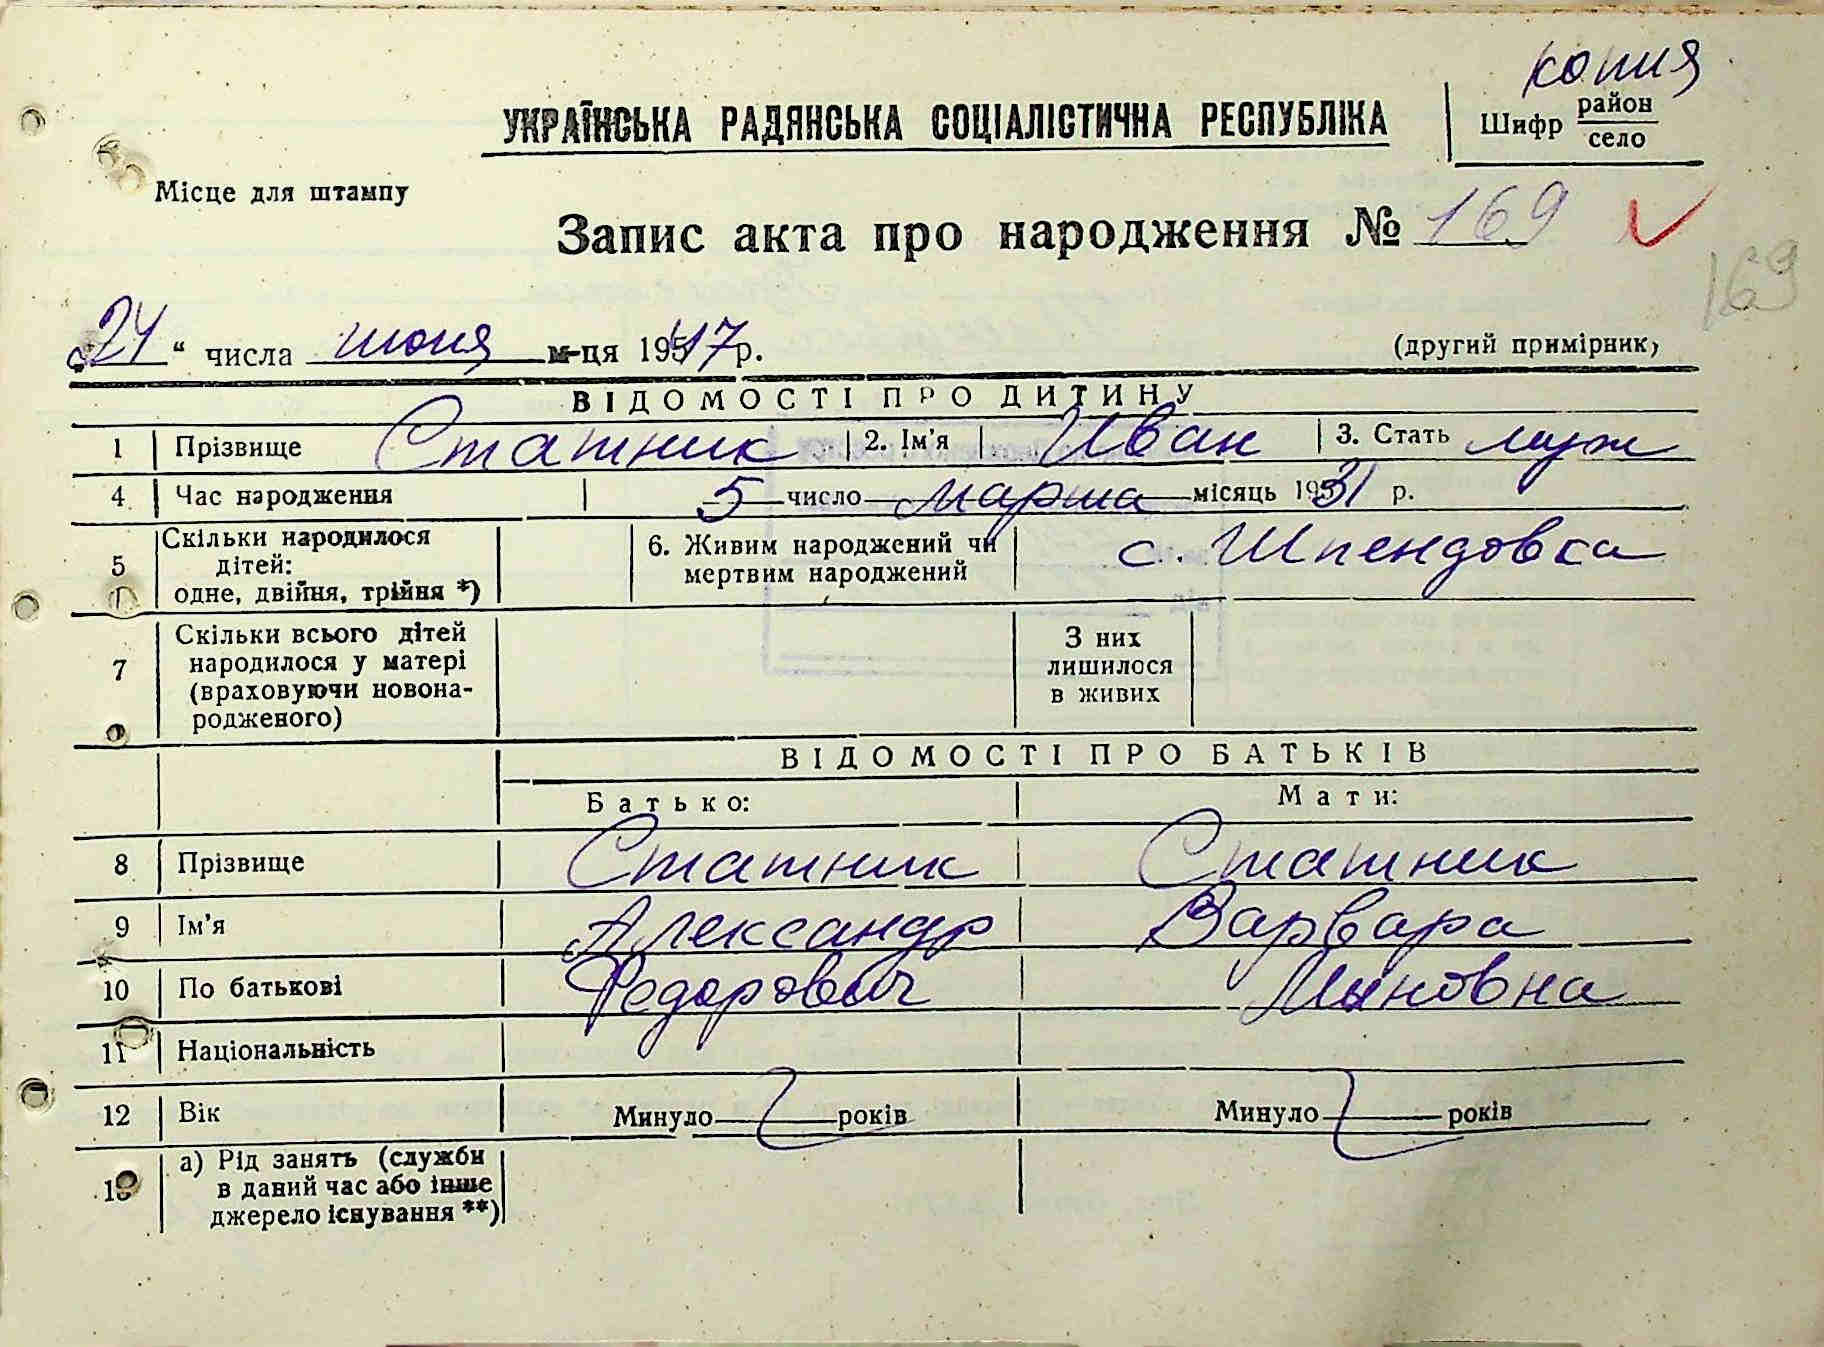 копия
УКРАЇНСЬКА РАДЯНСЬКА СОЦІАЛІСТИЧНА РЕСПУБЛІКА
Шифр район
село
Місце для штампу
Запис акта про народження № 169
169
„24“ числа июня м-ця 1947 р. (другий примірник)
ВІДОМОСТІ ПРО ДИТИНУ
1 Прізвище Статник 2. Ім'я Иван 3. Стать муж
4 Час народження 5 число марта місяць 1931 р.
5 Скільки народилося дітей: одне, двійня, трійня *) 6. Живим народжений чи мертвим народжений с. Шпендовка
7 Скільки всього дітей народилося у матері (враховуючи новона-родженого) З них лишилося в живих
ВІДОМОСТІ ПРО БАТЬКІВ
Батько: Мати:
8 Прізвище Статник Статник
9 Ім'я Александр Варвара
10 По батькові Федорович
11 Національність
12 Вік Минуло років Минуло років
13 а) Рід занять (служби в даний час або інше джерело існування **)